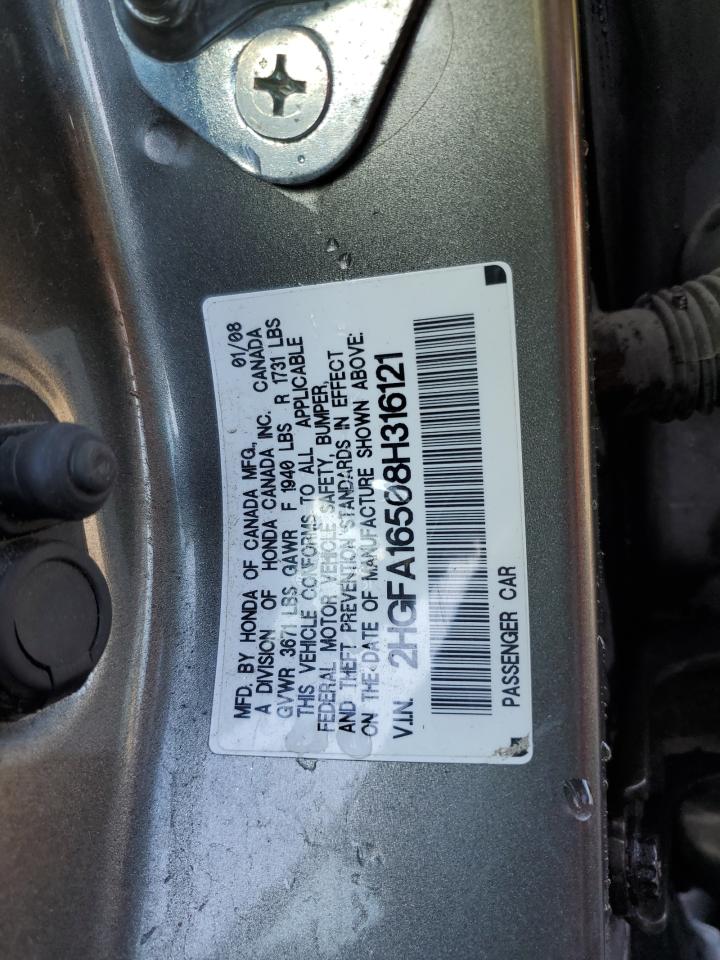 MFD. BY HONDA OF CANADA MFG., 01/08
A DIVISION OF HONDA CANADA INC. CANADA
GVWR 3671 LBS GAWR F 1940 LBS R 1731 LBS
THIS VEHICLE CONFORMS TO ALL APPLICABLE
FEDERAL MOTOR VEHICLE SAFETY, BUMPER,
AND THEFT PREVENTION STANDARDS IN EFFECT
ON THE DATE OF MANUFACTURE SHOWN ABOVE:
V.I.N. 2HGFA16508H316121
PASSENGER CAR